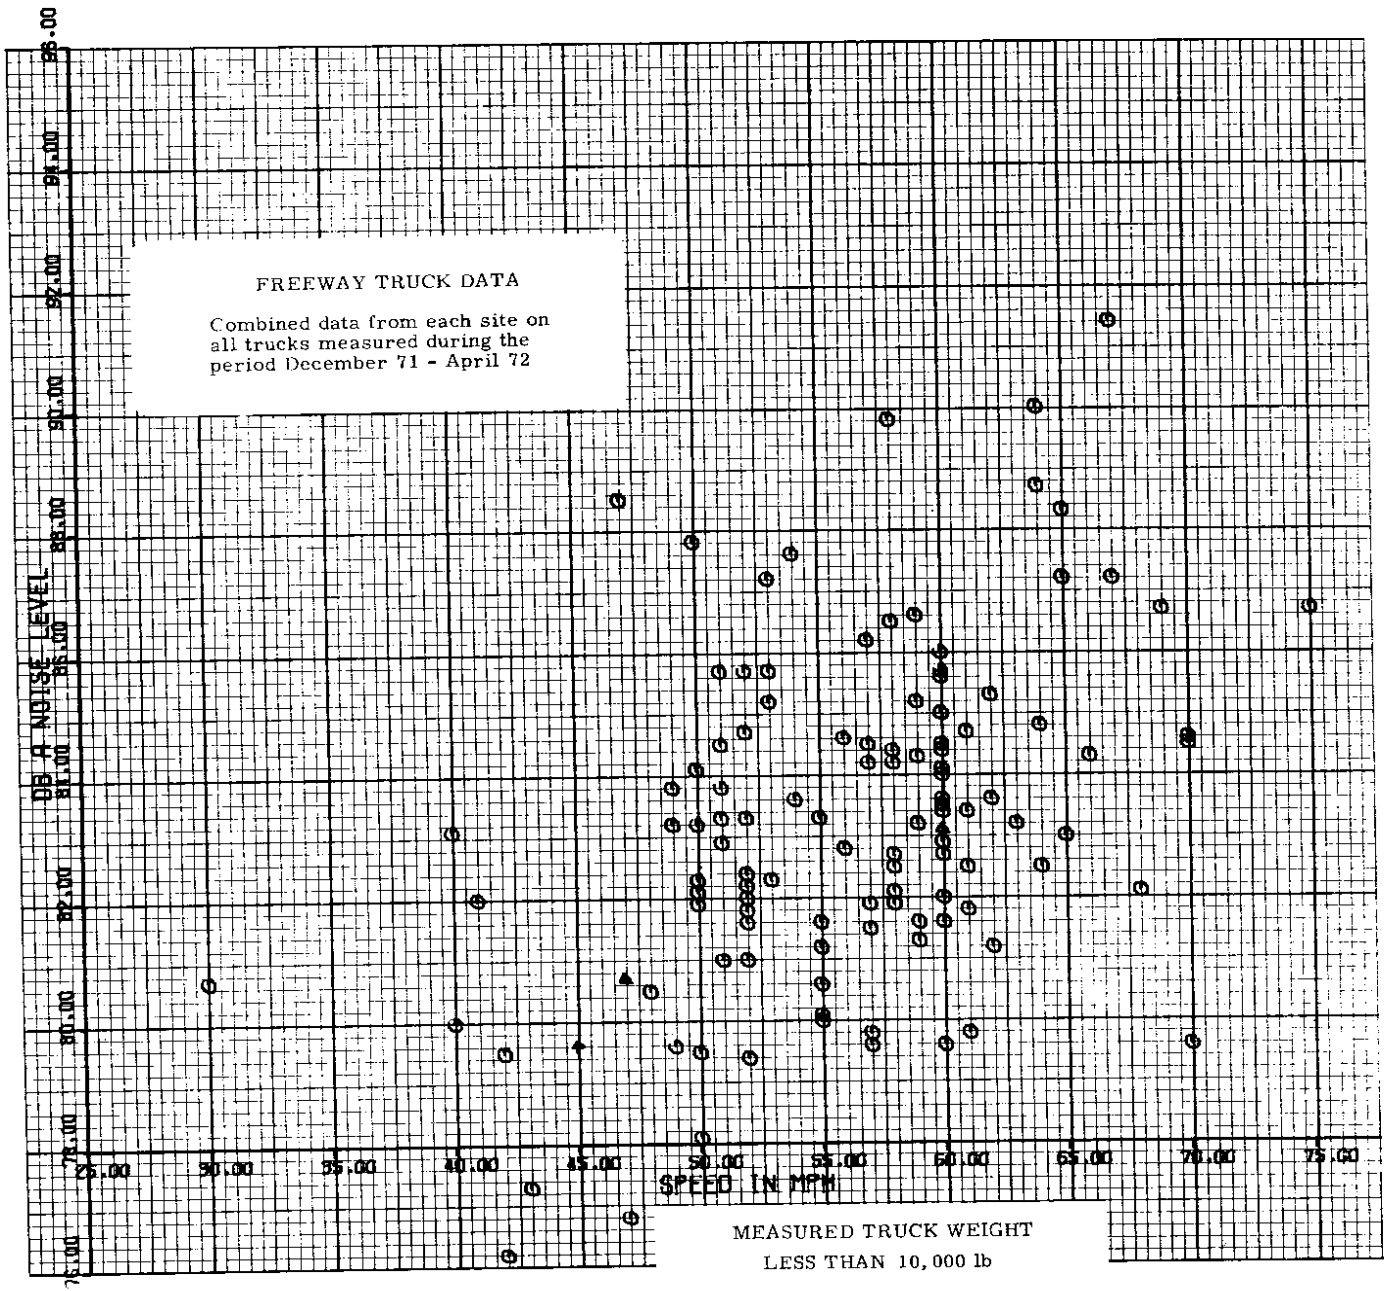 96.00
94.00
92.00
90.00
88.00
86.00
84.00
82.00
80.00
78.00
76.00
DB A NOISE LEVEL
FREEWAY TRUCK DATA
Combined data from each site on
all trucks measured during the
period December 71 - April 72
25.00 30.00 35.00 40.00 45.00 50.00 55.00 60.00 65.00 70.00 75.00
SPEED IN MPH
MEASURED TRUCK WEIGHT
LESS THAN 10,000 lb